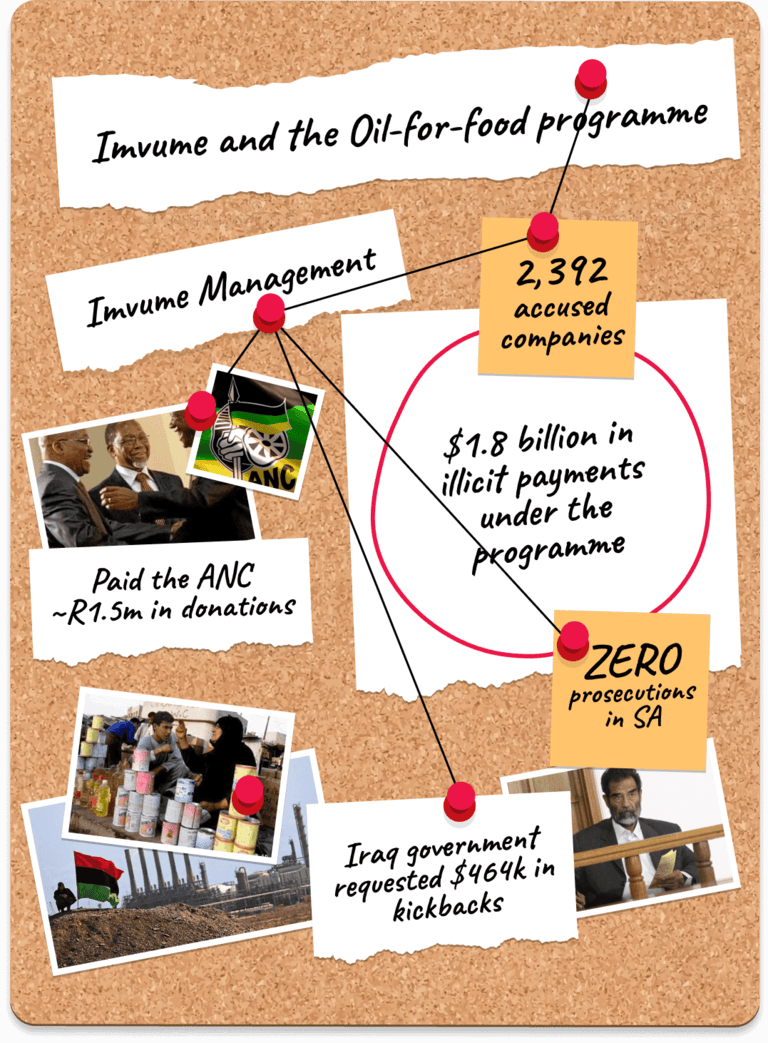 Imvume and the Oil-for-food programme
Imvume Management
2,392
accused
companies
ANC
$1.8 billion in
illicit payments
under the
programme
Paid the ANC
~R1.5m in donations
ZERO
prosecutions
in SA
Iraq government
requested $464k in
kickbacks